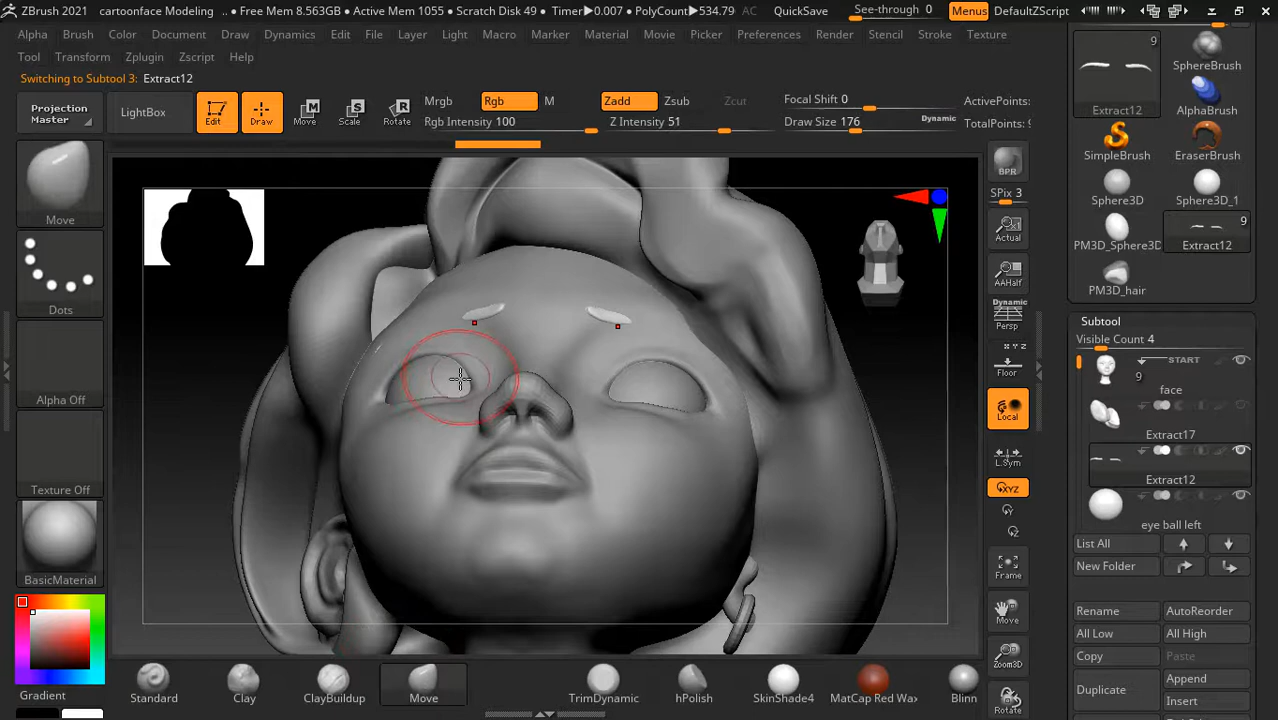 ZBrush 2021 cartoonface Modeling .. • Free Mem 8.563GB • Active Mem 1055 • Scratch Disk 49 • Timer▶0.007 • PolyCount▶534.79 AC QuickSave See-through 0 Menus DefaultZScript
Alpha Brush Color Document Draw Dynamics Edit File Layer Light Macro Marker Material Movie Picker Preferences Render Stencil Stroke Texture
Tool Transform Zplugin Zscript Help
Switching to Subtool 3: Extract12
Projection
Master
LightBox
Edit
Draw
Move
Scale
Rotate
Mrgb Rgb M
Rgb Intensity 100
Zadd Zsub Zcut
Z Intensity 51
Focal Shift 0
Draw Size 176 Dynamic
ActivePoints:
TotalPoints:
Move
Dots
Alpha Off
Texture Off
BasicMaterial
Gradient
BPR
SPix 3
Actual
AAHalf
Dynamic
Persp
X Y Z
Floor
Local
L.Sym
XYZ
Y
Z
Frame
Move
Zoom3D
Rotate
9
Extract12
SphereBrush
AlphaBrush
SimpleBrush
EraserBrush
Sphere3D
Sphere3D_1
9
PM3D_Sphere3D
Extract12
PM3D_hair
Subtool
Visible Count 4
START
9
face
Extract17
Extract12
eye ball left
List All
New Folder
Rename AutoReorder
All Low All High
Copy Paste
Duplicate Append
Insert
Standard Clay ClayBuildup Move TrimDynamic hPolish SkinShade4 MatCap Red Wax Blinn